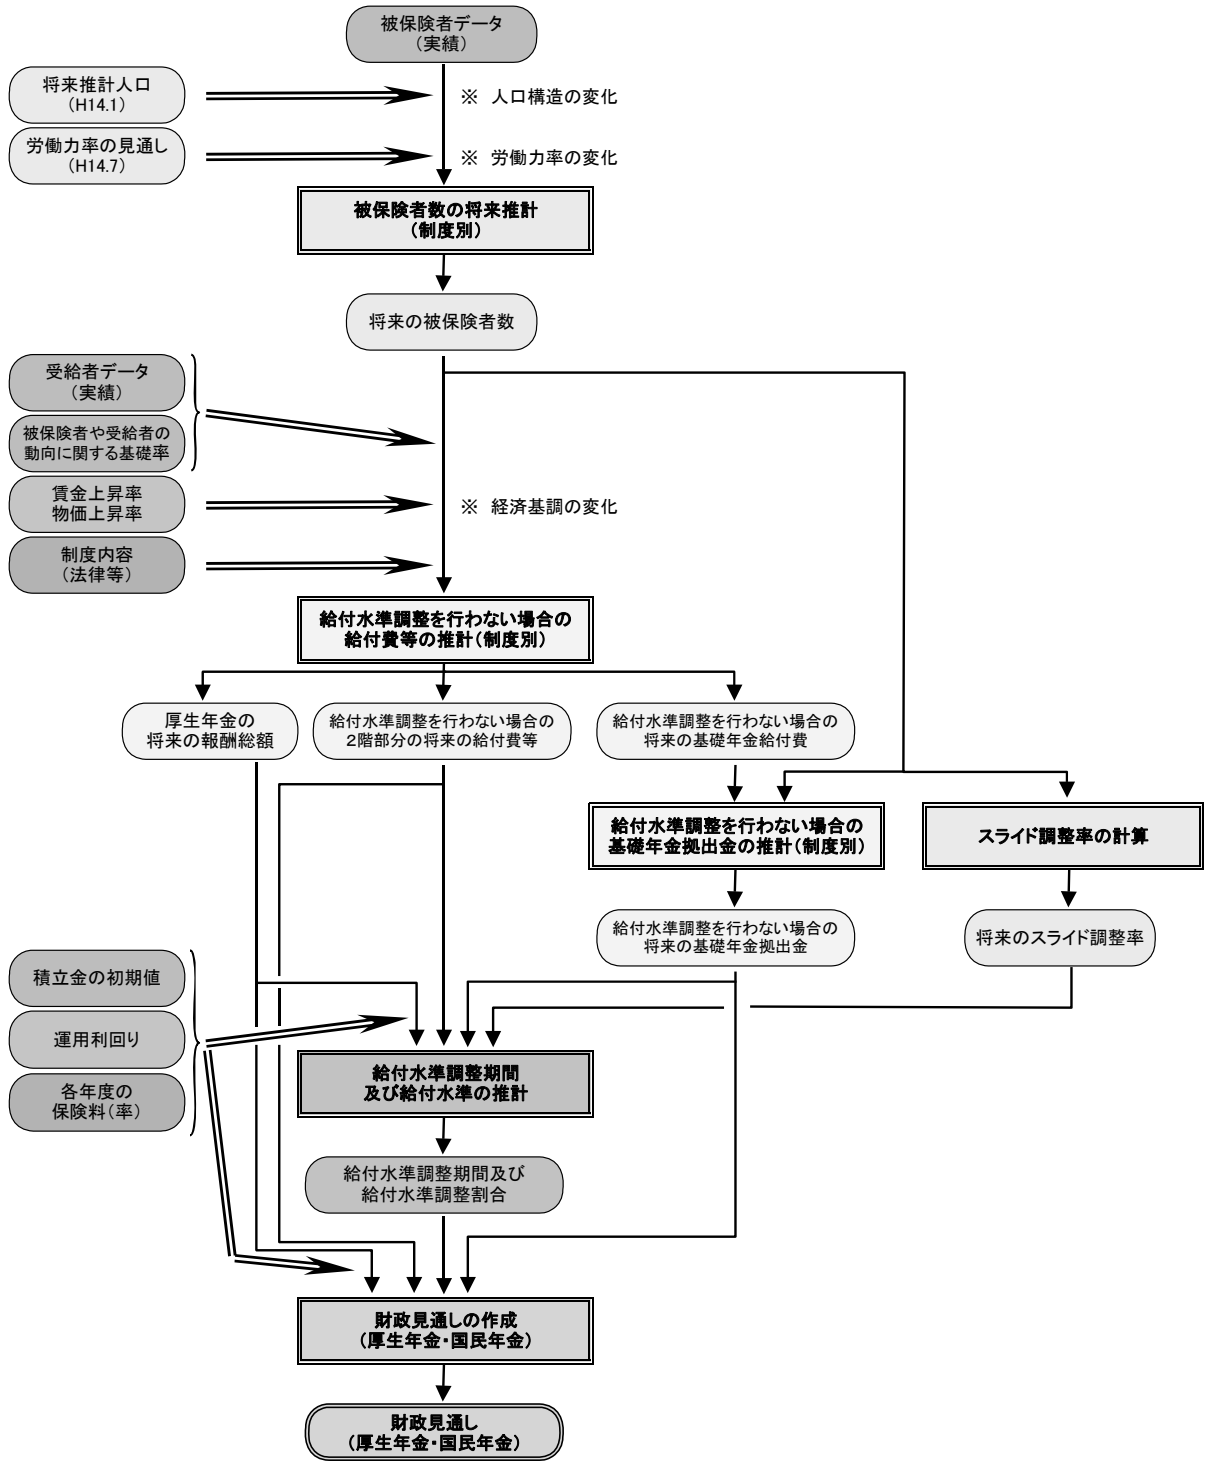 被保険者データ
（実績）
将来推計人口
（H14.1）
※ 人口構造の変化
労働力率の見通し
（H14.7）
※ 労働力率の変化
被保険者数の将来推計
（制度別）
将来の被保険者数
受給者データ
（実績）
被保険者や受給者の
動向に関する基礎率
賃金上昇率
物価上昇率
※ 経済基調の変化
制度内容
（法律等）
給付水準調整を行わない場合の
給付費等の推計（制度別）
厚生年金の
将来の報酬総額
給付水準調整を行わない場合の
２階部分の将来の給付費等
給付水準調整を行わない場合の
将来の基礎年金給付費
給付水準調整を行わない場合の
基礎年金拠出金の推計（制度別）
スライド調整率の計算
給付水準調整を行わない場合の
将来の基礎年金拠出金
将来のスライド調整率
積立金の初期値
運用利回り
各年度の
保険料（率）
給付水準調整期間
及び給付水準の推計
給付水準調整期間及び
給付水準調整割合
財政見通しの作成
（厚生年金・国民年金）
財政見通し
（厚生年金・国民年金）